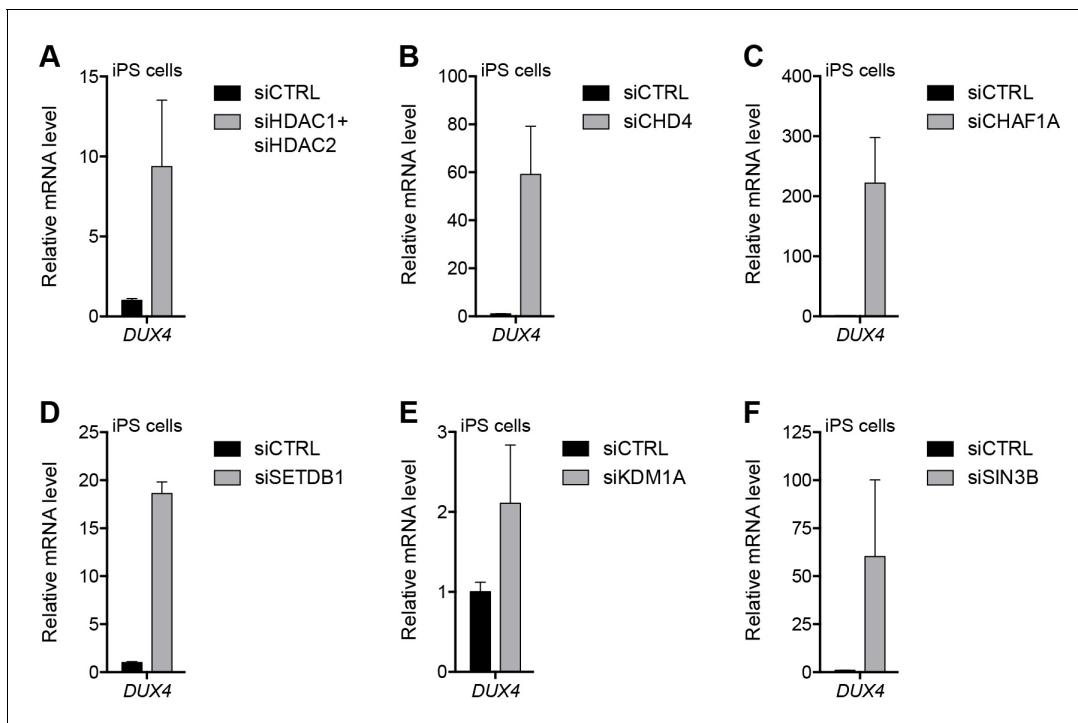 A
iPS cells
Relative mRNA level
15
10
5
0
DUX4
siCTRL
siHDAC1+
siHDAC2
B
iPS cells
Relative mRNA level
100
80
60
40
20
0
DUX4
siCTRL
siCHD4
C
iPS cells
Relative mRNA level
400
300
200
100
0
DUX4
siCTRL
siCHAF1A
D
iPS cells
Relative mRNA level
25
20
15
10
5
0
DUX4
siCTRL
siSETDB1
E
iPS cells
Relative mRNA level
3
2
1
0
DUX4
siCTRL
siKDM1A
F
iPS cells
Relative mRNA level
125
100
75
50
25
0
DUX4
siCTRL
siSIN3B